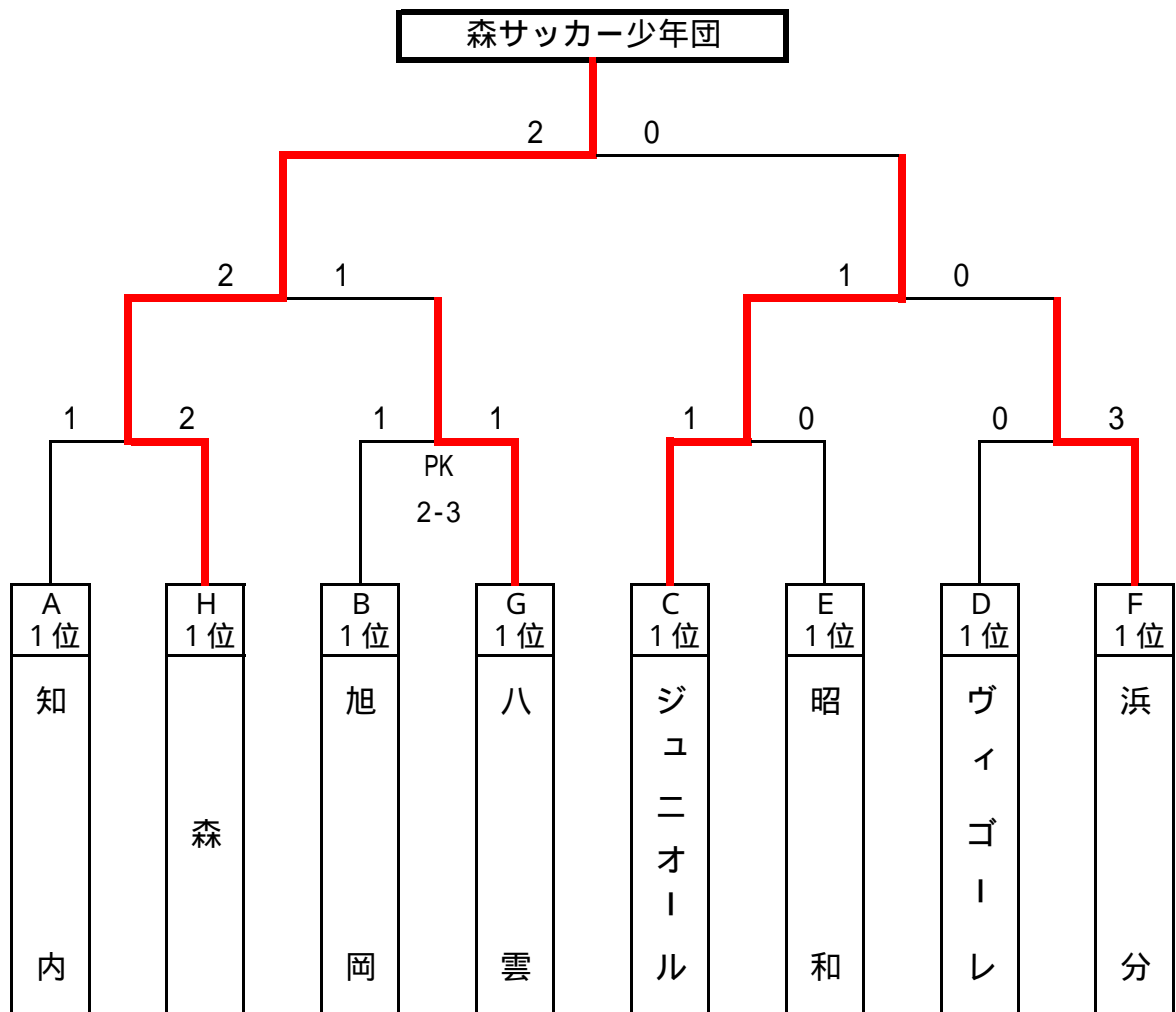 森サッカー少年団
2 0
2 1 1 0
1 2 1 1 1 0 0 3
PK
2-3
A H B G C E D F
1位 1位 1位 1位 1位 1位 1位 1位
知内
森
旭岡
八雲
ジュニオール
昭和
ヴィゴーレ
浜分